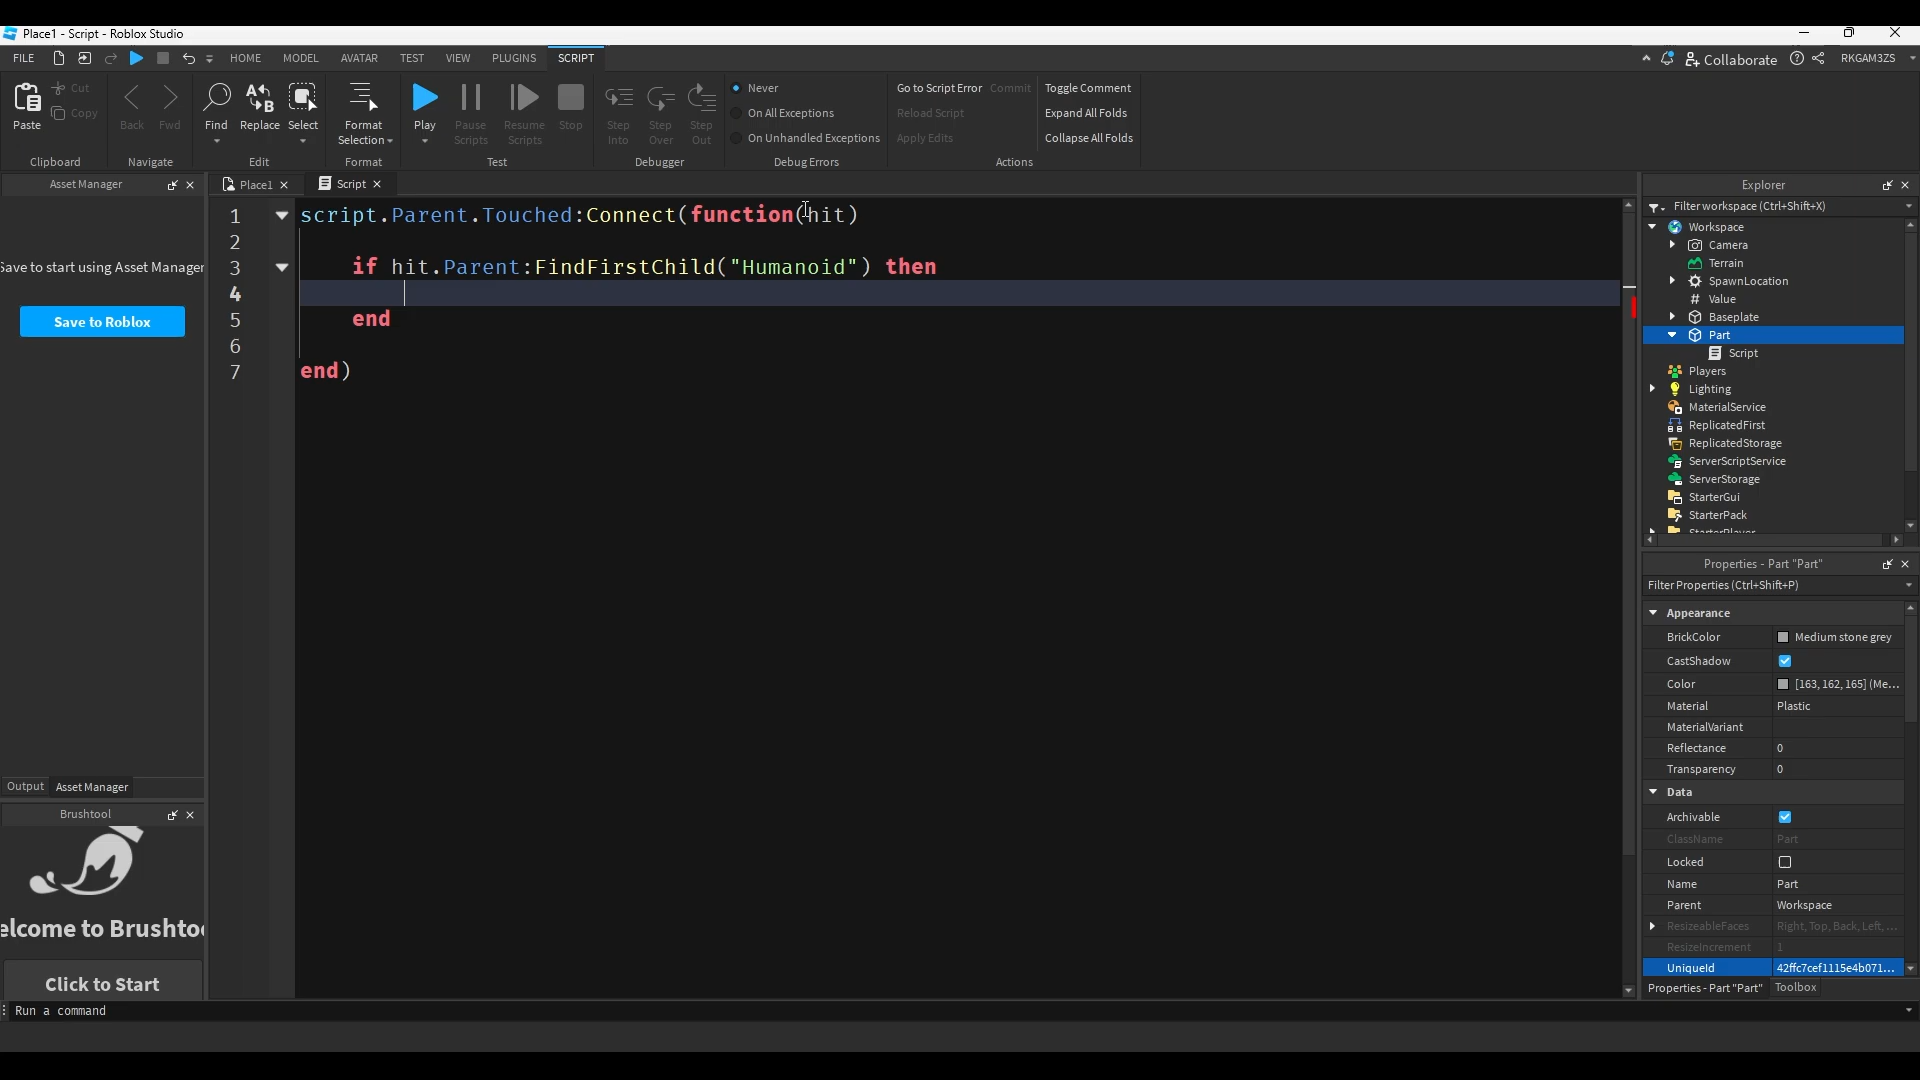 Place1 - Script - Roblox Studio
FILE HOME MODEL AVATAR TEST VIEW PLUGINS SCRIPT Collaborate RKGAM3ZS
Paste Cut Copy Clipboard
Back Fwd Navigate
Find Replace Select Edit
Format Selection Format
Play Pause Scripts Resume Scripts Stop Test
Step Into Step Over Step Out Debugger
Never
On All Exceptions
On Unhandled Exceptions
Debug Errors
Go to Script Error Commit Toggle Comment
Reload Script Expand All Folds
Apply Edits Collapse All Folds
Actions
Asset Manager
Save to start using Asset Manager
Save to Roblox
Output Asset Manager
Brushtool
elcome to Brushtoo
Click to Start
Place1 Script
1 script.Parent.Touched:Connect(function(hit)
2
3 if hit.Parent:FindFirstChild("Humanoid") then
4
5 end
6
7 end)
Explorer
Filter workspace (Ctrl+Shift+X)
Workspace
Camera
Terrain
SpawnLocation
# Value
Baseplate
Part
Script
Players
Lighting
MaterialService
ReplicatedFirst
ReplicatedStorage
ServerScriptService
ServerStorage
StarterGui
StarterPack
StarterPlayer
Properties - Part "Part"
Filter Properties (Ctrl+Shift+P)
Appearance
BrickColor Medium stone grey
CastShadow
Color [163, 162, 165] (Me...
Material Plastic
MaterialVariant
Reflectance 0
Transparency 0
Data
Archivable
ClassName Part
Locked
Name Part
Parent Workspace
ResizeableFaces Right, Top, Back, Left, ...
ResizeIncrement 1
UniqueId 42ffc7cef1115e4b071...
Properties - Part "Part" Toolbox
Run a command